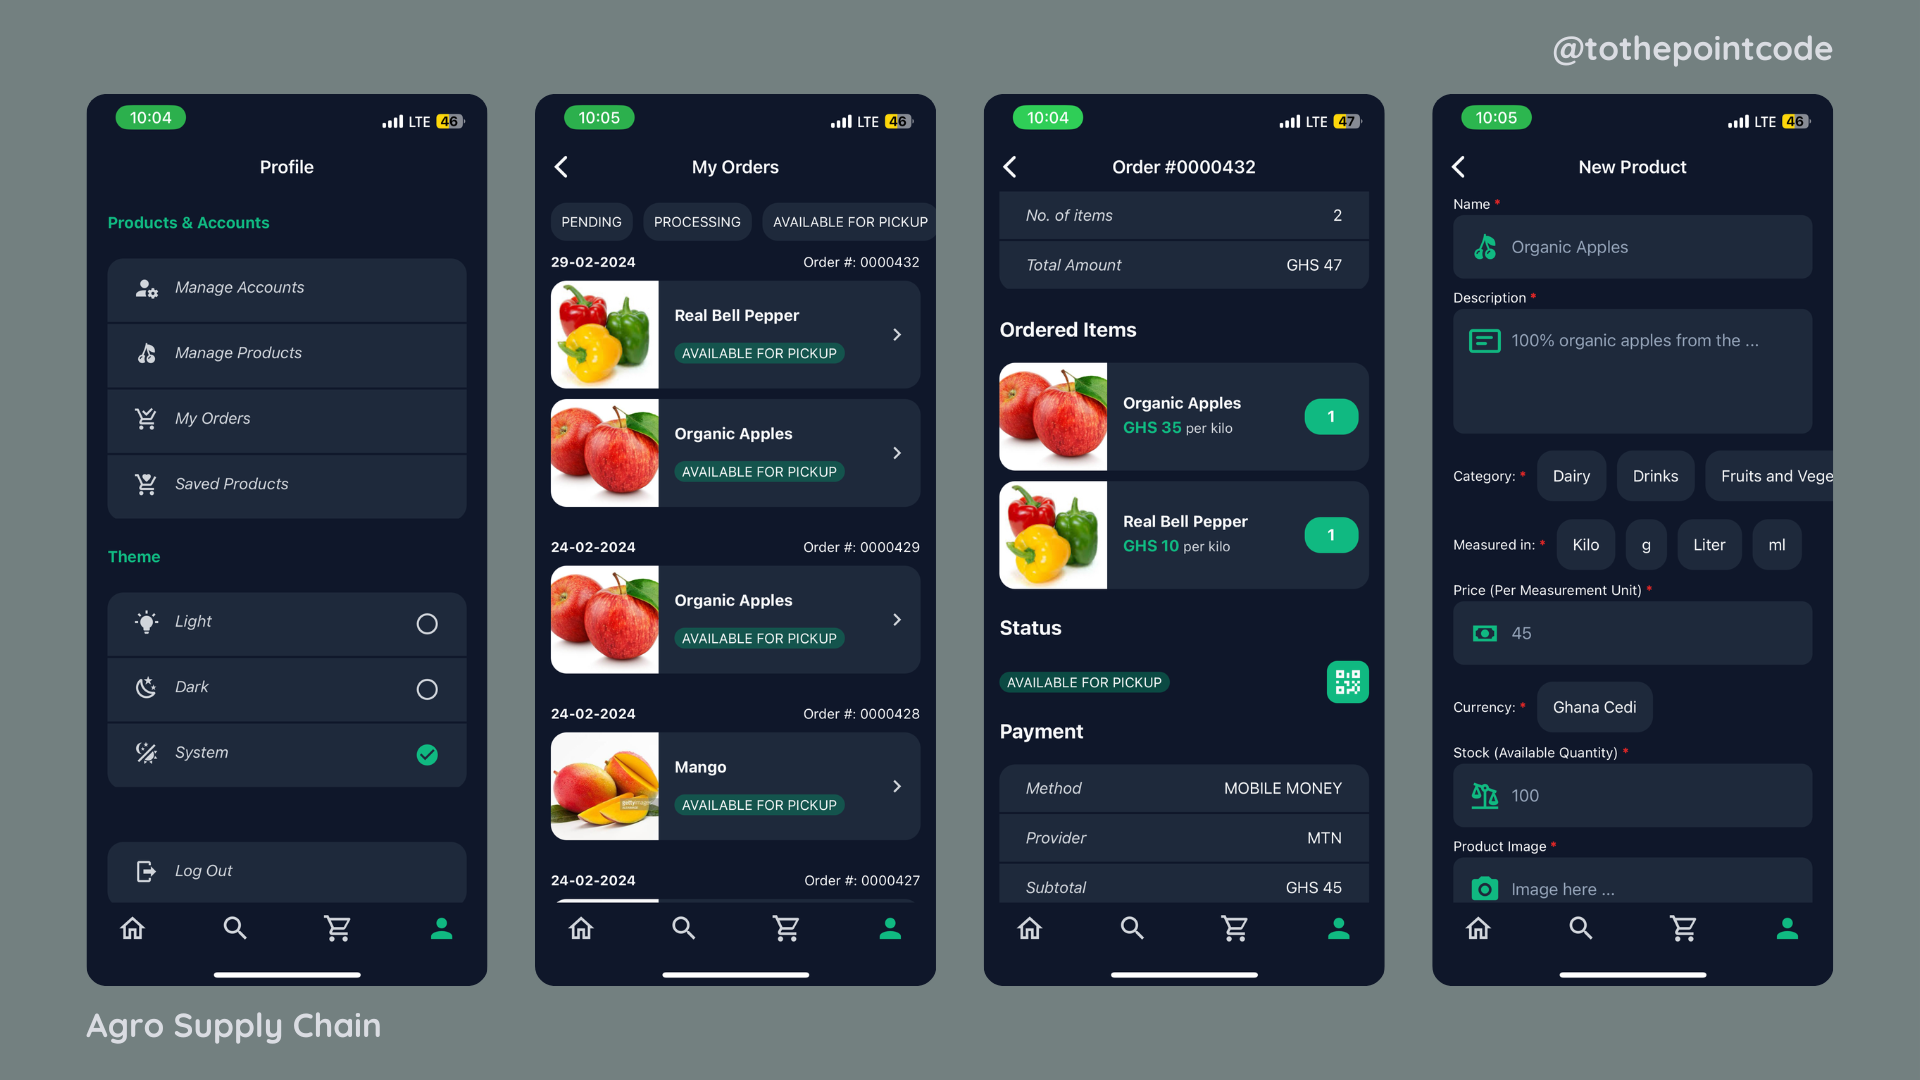 @tothepointcode
10:04
LTE 46
Profile
Products & Accounts
Manage Accounts
Manage Products
My Orders
Saved Products
Theme
Light
Dark
System
Log Out
10:05
LTE 46
My Orders
PENDING
PROCESSING
AVAILABLE FOR PICKUP
29-02-2024
Order #: 0000432
Real Bell Pepper
AVAILABLE FOR PICKUP
Organic Apples
AVAILABLE FOR PICKUP
24-02-2024
Order #: 0000429
Organic Apples
AVAILABLE FOR PICKUP
24-02-2024
Order #: 0000428
Mango
AVAILABLE FOR PICKUP
24-02-2024
Order #: 0000427
10:04
LTE 47
Order #0000432
No. of items
2
Total Amount
GHS 47
Ordered Items
Organic Apples
GHS 35 per kilo
1
Real Bell Pepper
GHS 10 per kilo
1
Status
AVAILABLE FOR PICKUP
Payment
Method
MOBILE MONEY
Provider
MTN
Subtotal
GHS 45
10:05
LTE 46
New Product
Name *
Organic Apples
Description *
100% organic apples from the ...
Category: *
Dairy
Drinks
Fruits and Vege
Measured in: *
Kilo
g
Liter
ml
Price (Per Measurement Unit) *
45
Currency: *
Ghana Cedi
Stock (Available Quantity) *
100
Product Image *
Image here ...
Agro Supply Chain